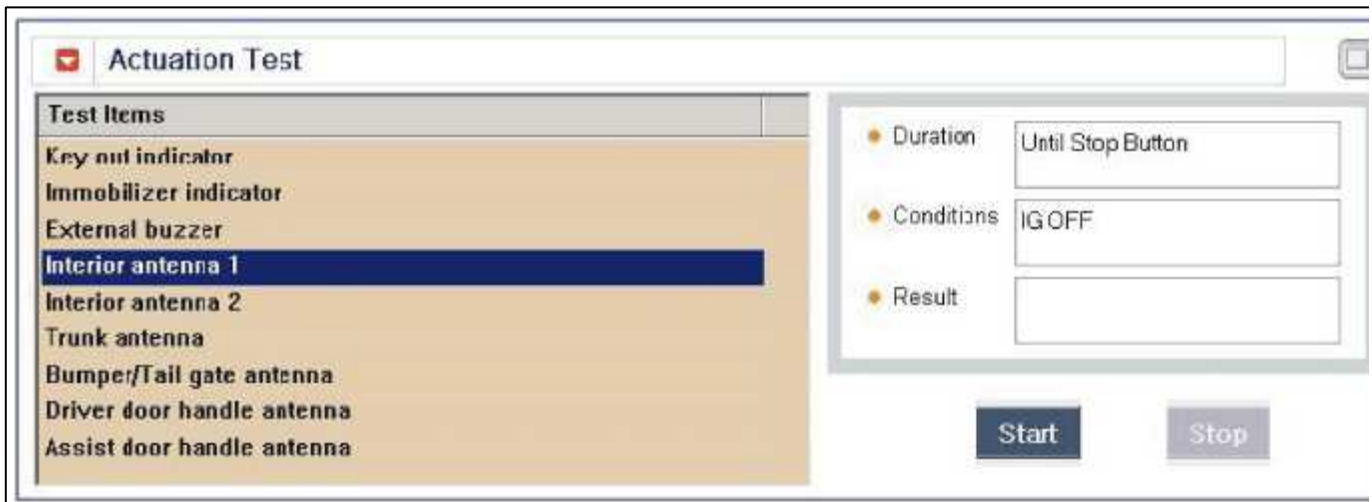 Actuation Test
Test Items
Key out indicator
Immobilizer indicator
External buzzer
Interior antenna 1
Interior antenna 2
Trunk antenna
Bumper/Tail gate antenna
Driver door handle antenna
Assist door handle antenna
Duration
Until Stop Button
Conditions
IG OFF
Result
Start
Stop